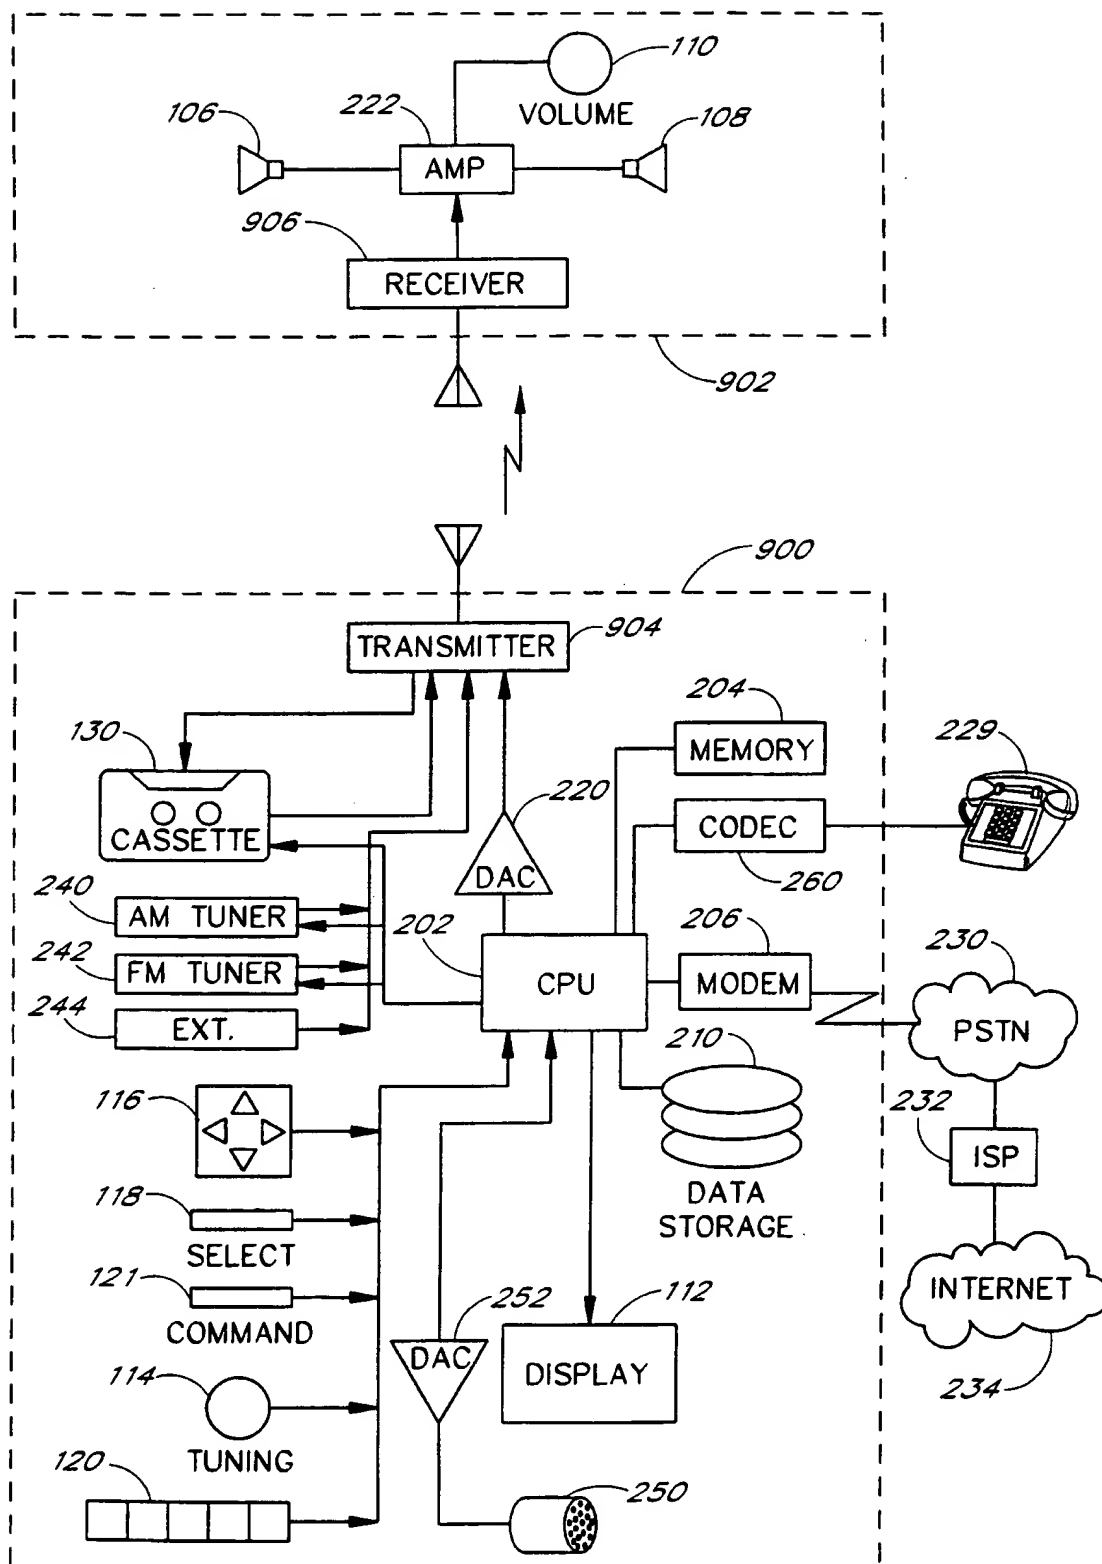 110
VOLUME
106
222
108
AMP
906
RECEIVER
902
900
TRANSMITTER
904
130
204
229
MEMORY
CASSETTE
220
CODEC
DAC
260
240
AM TUNER
202
206
230
242
FM TUNER
CPU
MODEM
PSTN
244
EXT.
210
116
232
ISP
118
DATA
STORAGE
SELECT
121
252
112
INTERNET
COMMAND
DAC
DISPLAY
114
234
TUNING
120
250